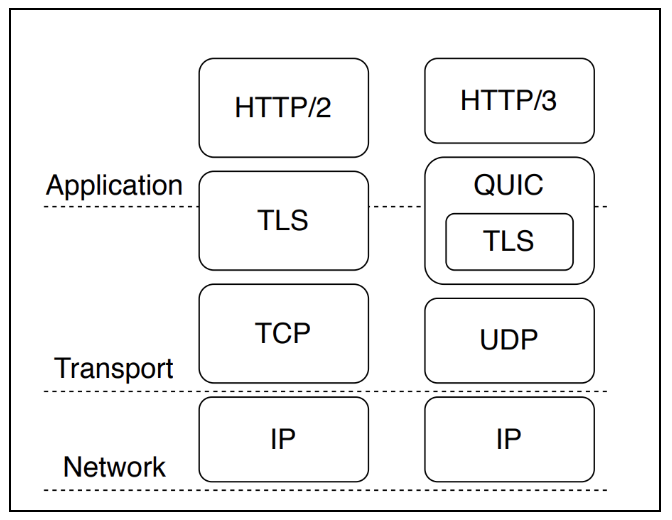 HTTP/2
HTTP/3
Application
QUIC
TLS
TLS
TCP
UDP
Transport
IP
IP
Network